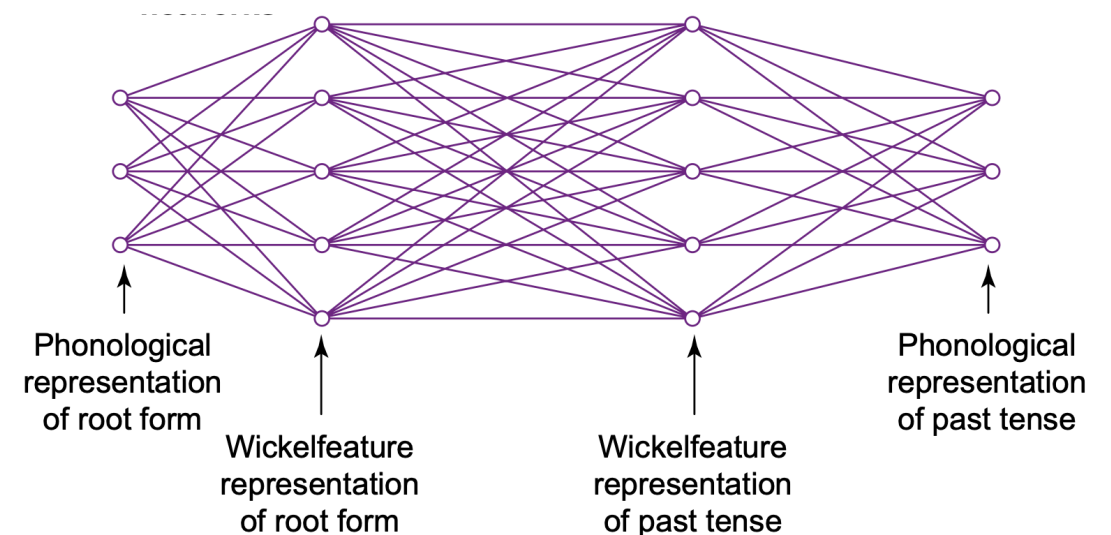 Phonological
representation
of root form
Wickelfeature
representation
of root form
Wickelfeature
representation
of past tense
Phonological
representation
of past tense